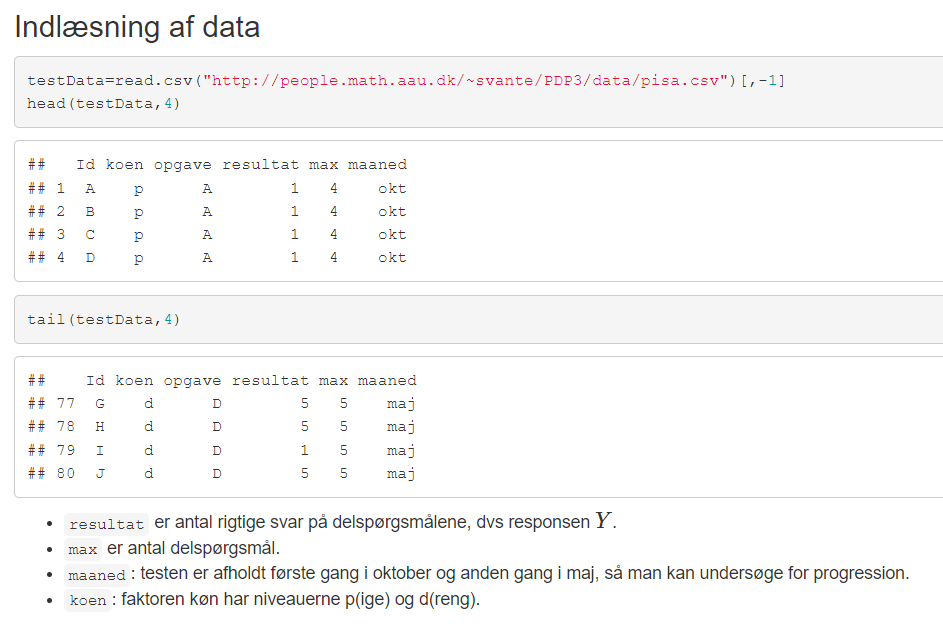 Indlæsning af data
testData=read.csv("http://people.math.aau.dk/~svante/PDP3/data/pisa.csv")[,-1]
head(testData,4)
##   Id koen opgave resultat max maaned
## 1  A    p      A        1   4    okt
## 2  B    p      A        1   4    okt
## 3  C    p      A        1   4    okt
## 4  D    p      A        1   4    okt
tail(testData,4)
##    Id koen opgave resultat max maaned
## 77  G    d      D        5   5    maj
## 78  H    d      D        5   5    maj
## 79  I    d      D        1   5    maj
## 80  J    d      D        5   5    maj
• resultat er antal rigtige svar på delspørgsmålene, dvs responsen Y.
• max er antal delspørgsmål.
• maaned: testen er afholdt første gang i oktober og anden gang i maj, så man kan undersøge for progression.
• koen: faktoren køn har niveauerne p(ige) og d(reng).